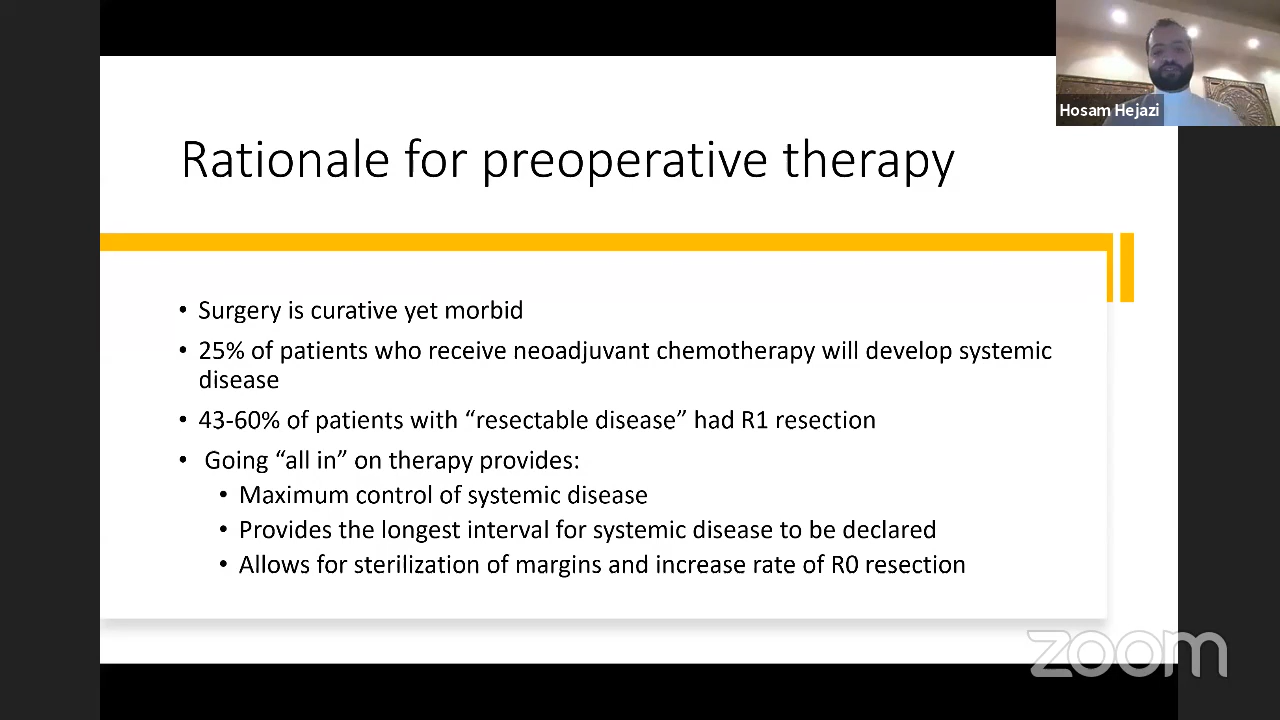 Hosam Hejazi
Rationale for preoperative therapy
• Surgery is curative yet morbid
• 25% of patients who receive neoadjuvant chemotherapy will develop systemic
disease
• 43-60% of patients with “resectable disease” had R1 resection
• Going “all in” on therapy provides:
• Maximum control of systemic disease
• Provides the longest interval for systemic disease to be declared
• Allows for sterilization of margins and increase rate of R0 resection
zoom